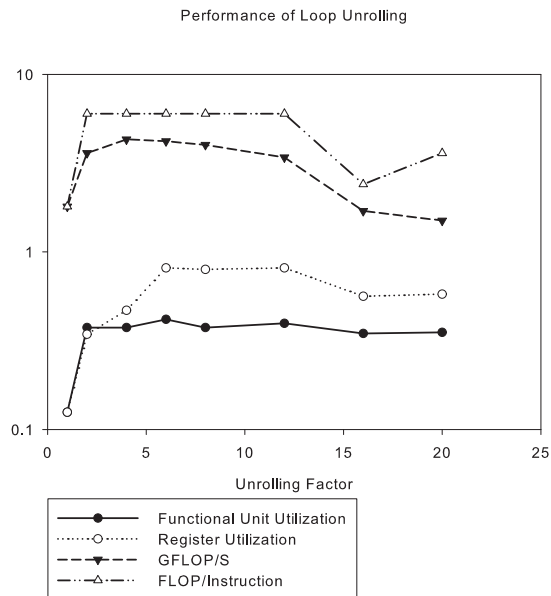 Performance of Loop Unrolling
10
1
0.1
0 5 10 15 20 25
Unrolling Factor
Functional Unit Utilization
Register Utilization
GFLOP/S
FLOP/Instruction